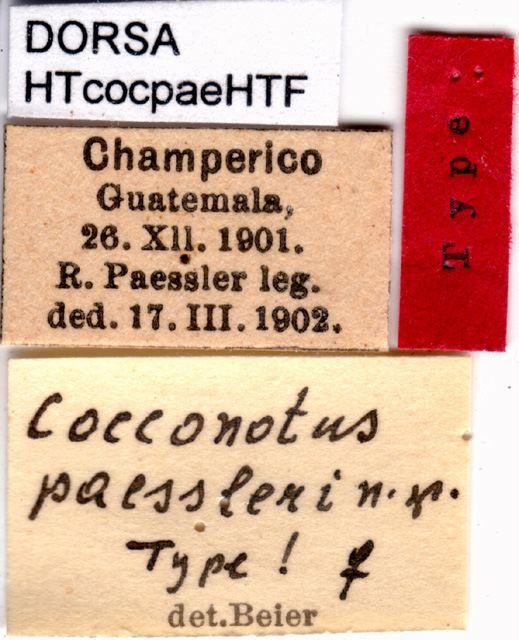 DORSA
HTcocpaeHTF
Type.
Champerico
Guatemala,
26. XII. 1901.
R. Paessler leg.
ded. 17. III. 1902.
Cocconotus
paessleri n. sp.
Type! ♀
det. Beier